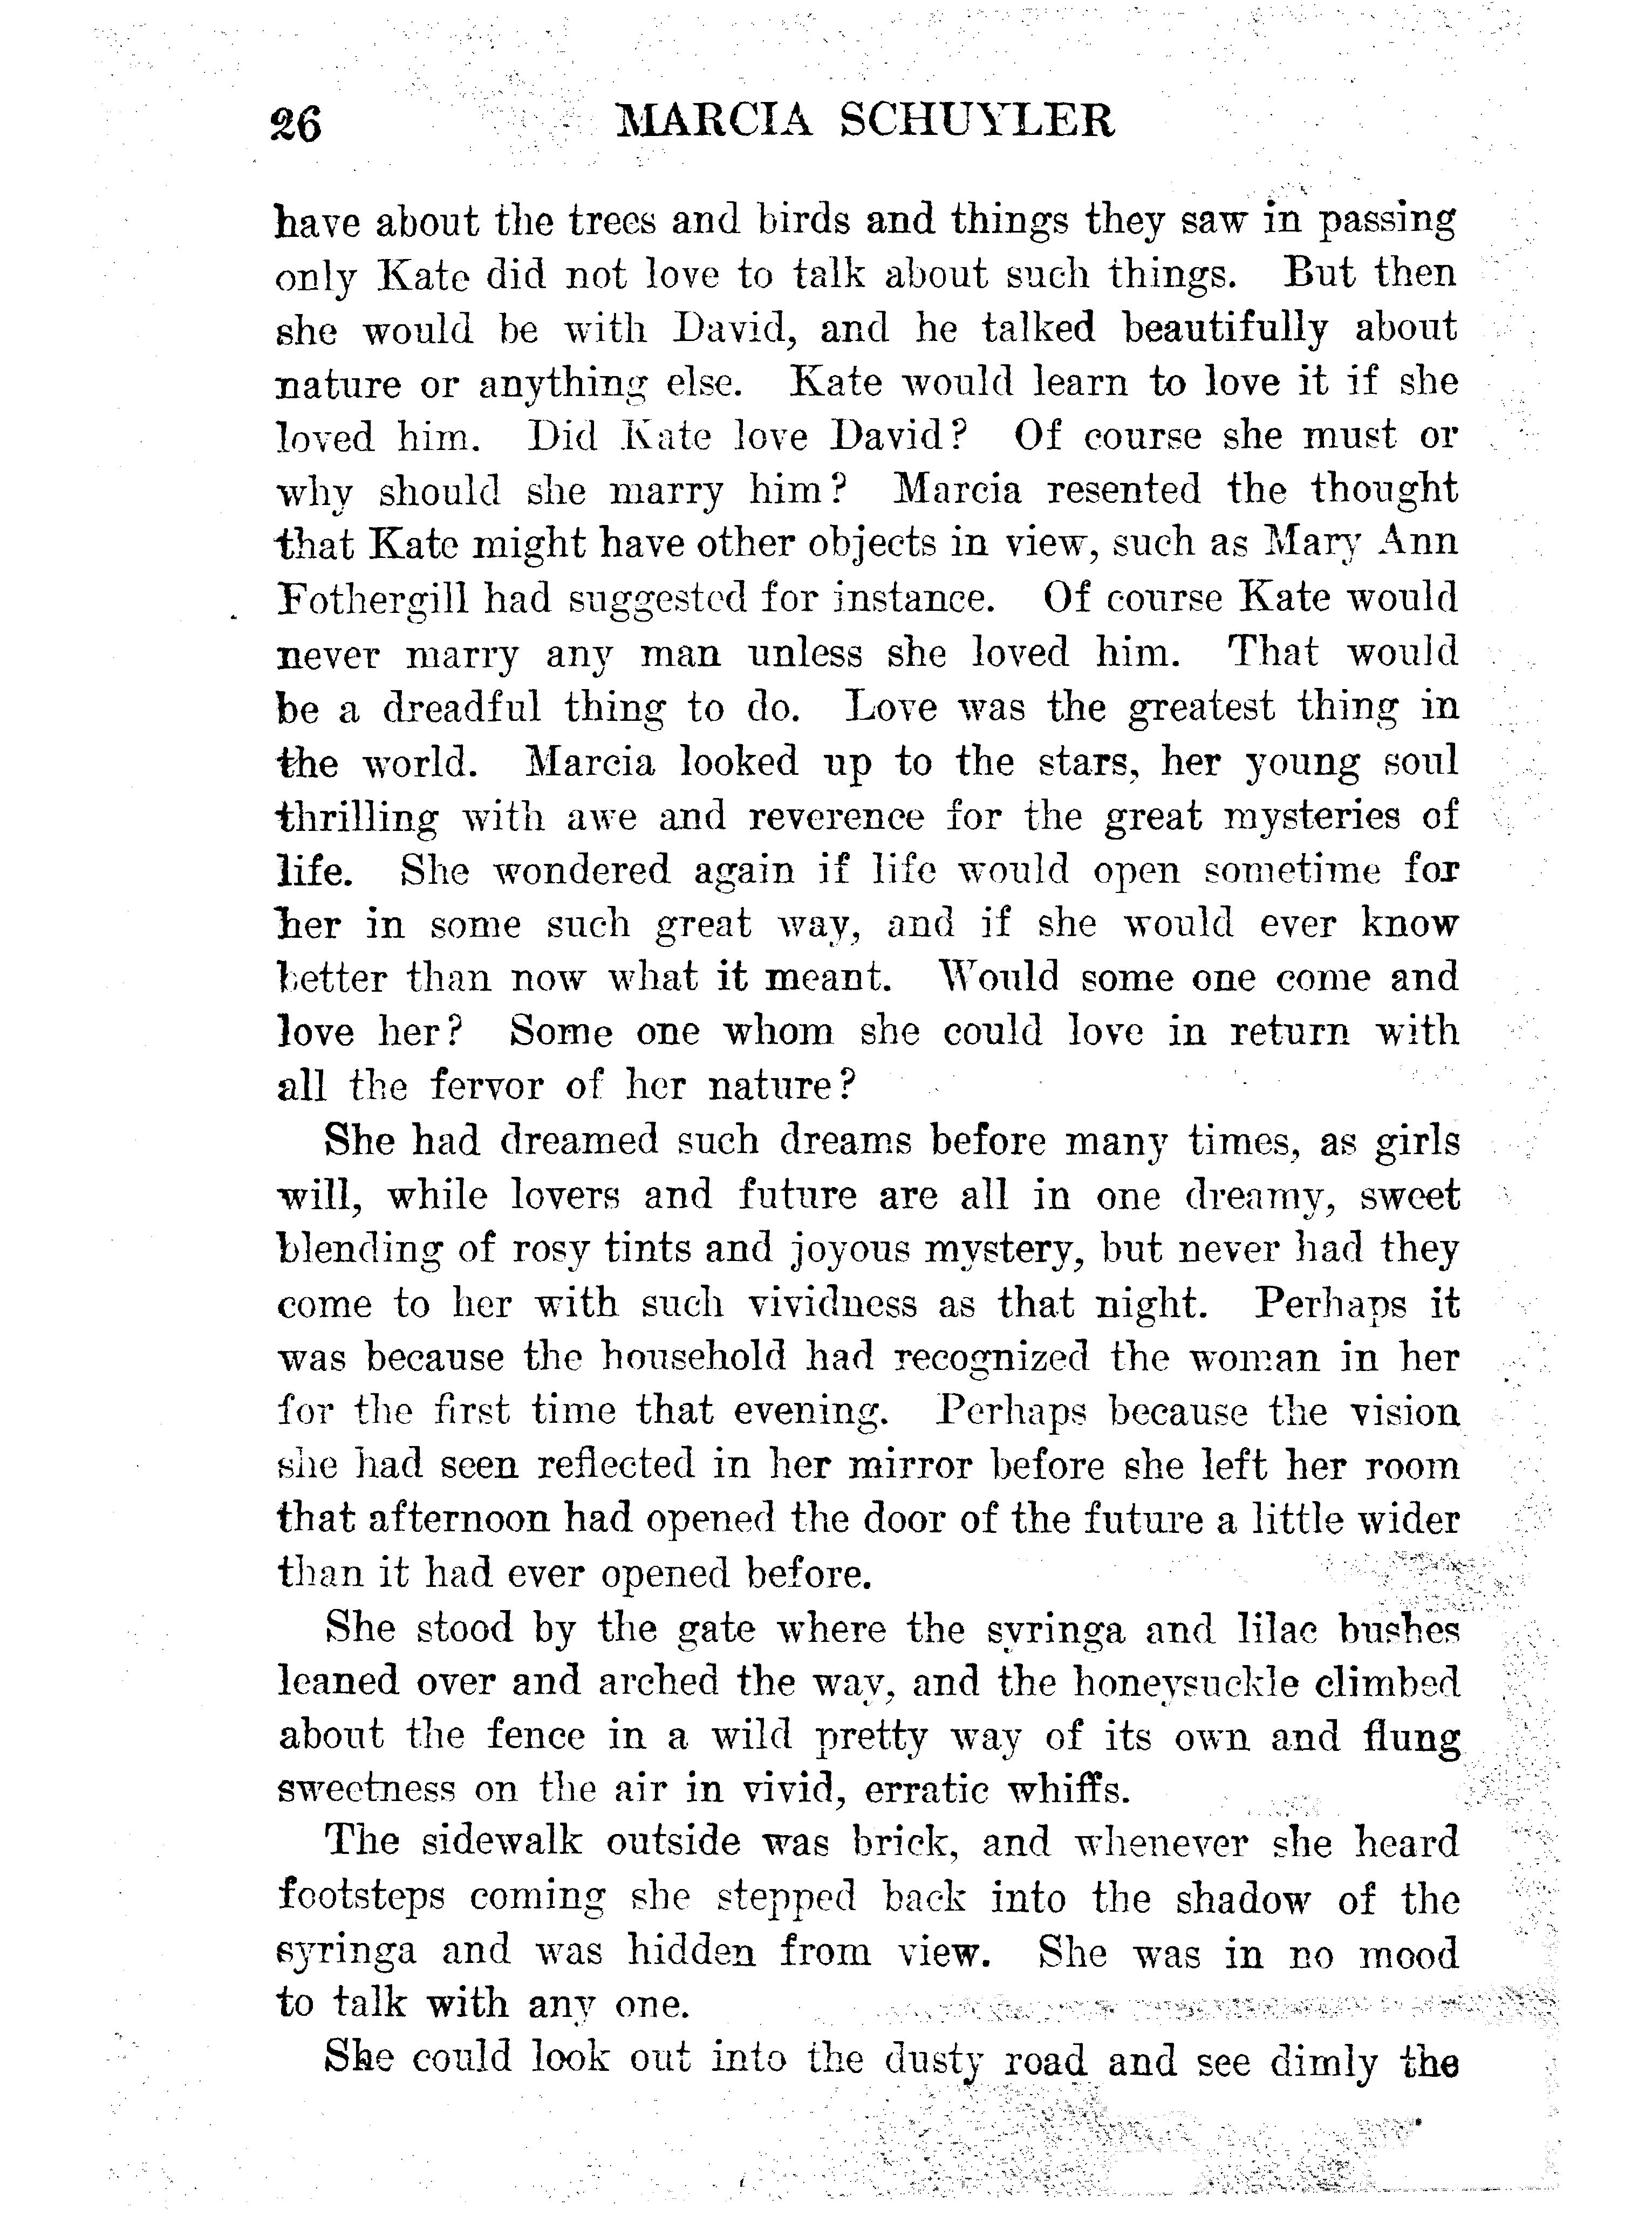 26 MARCIA SCHUYLER
have about the trees and birds and things they saw in passing
only Kate did not love to talk about such things. But then
she would be with David, and he talked beautifully about
nature or anything else. Kate would learn to love it if she
loved him. Did Kate love David? Of course she must or
why should she marry him? Marcia resented the thought
that Kate might have other objects in view, such as Mary Ann
Fothergill had suggested for instance. Of course Kate would
never marry any man unless she loved him. That would
be a dreadful thing to do. Love was the greatest thing in
the world. Marcia looked up to the stars, her young soul
thrilling with awe and reverence for the great mysteries of
life. She wondered again if life would open sometime for
her in some such great way, and if she would ever know
better than now what it meant. Would some one come and
love her? Some one whom she could love in return with
all the fervor of her nature?
She had dreamed such dreams before many times, as girls
will, while lovers and future are all in one dreamy, sweet
blending of rosy tints and joyous mystery, but never had they
come to her with such vividness as that night. Perhaps it
was because the household had recognized the woman in her
for the first time that evening. Perhaps because the vision
she had seen reflected in her mirror before she left her room
that afternoon had opened the door of the future a little wider
than it had ever opened before.
She stood by the gate where the syringa and lilac bushes
leaned over and arched the way, and the honeysuckle climbed
about the fence in a wild pretty way of its own and flung
sweetness on the air in vivid, erratic whiffs.
The sidewalk outside was brick, and whenever she heard
footsteps coming she stepped back into the shadow of the
syringa and was hidden from view. She was in no mood
to talk with any one.
She could look out into the dusty road and see dimly the